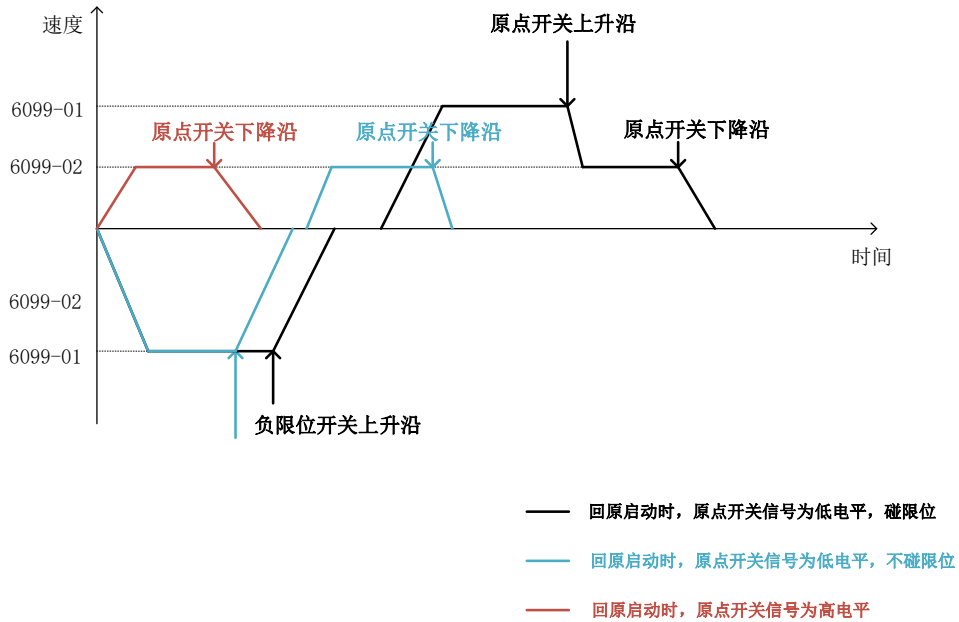 原点开关上升沿
速度
6099-01
原点开关下降沿
原点开关下降沿
原点开关下降沿
6099-02
时间
6099-02
6099-01
负限位开关上升沿
回原启动时，原点开关信号为低电平，碰限位
回原启动时，原点开关信号为低电平，不碰限位
回原启动时，原点开关信号为高电平